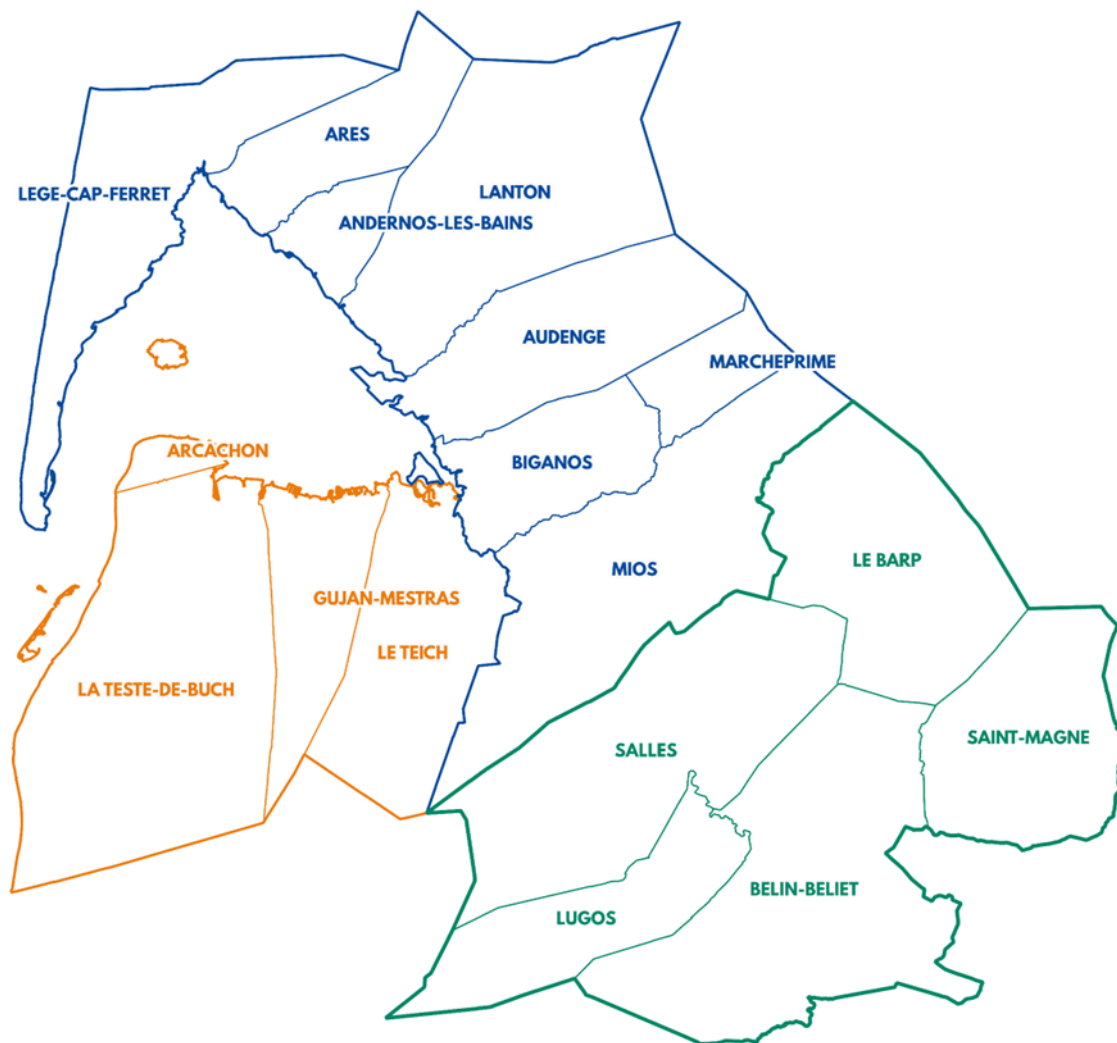 ARES
LEGE-CAP-FERRET
LANTON
ANDERNOS-LES-BAINS
AUDENGE
MARCHEPRIME
ARCACHON
BIGANOS
MIOS
LE BARP
GUJAN-MESTRAS
LE TEICH
LA TESTE-DE-BUCH
SALLES
SAINT-MAGNE
BELIN-BELIET
LUGOS